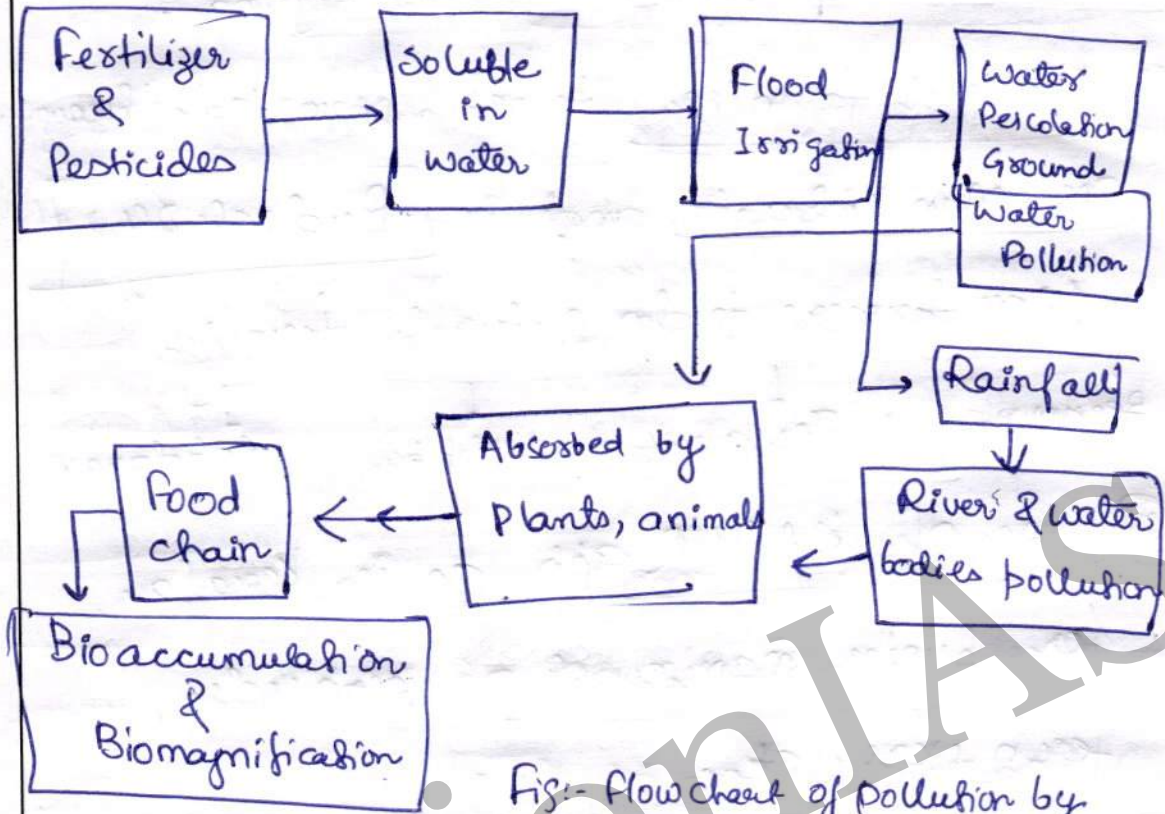 Fertilizer
&
Pesticides
Soluble
in
water
Flood
Irrigation
Water
Percolation
Ground
Water
Pollution
Rainfall
River & water
bodies pollution
Absorbed by
Plants, animals
Food
chain
Bioaccumulation
&
Biomagnification
Fig:- Flowchart of pollution by
ionIAS